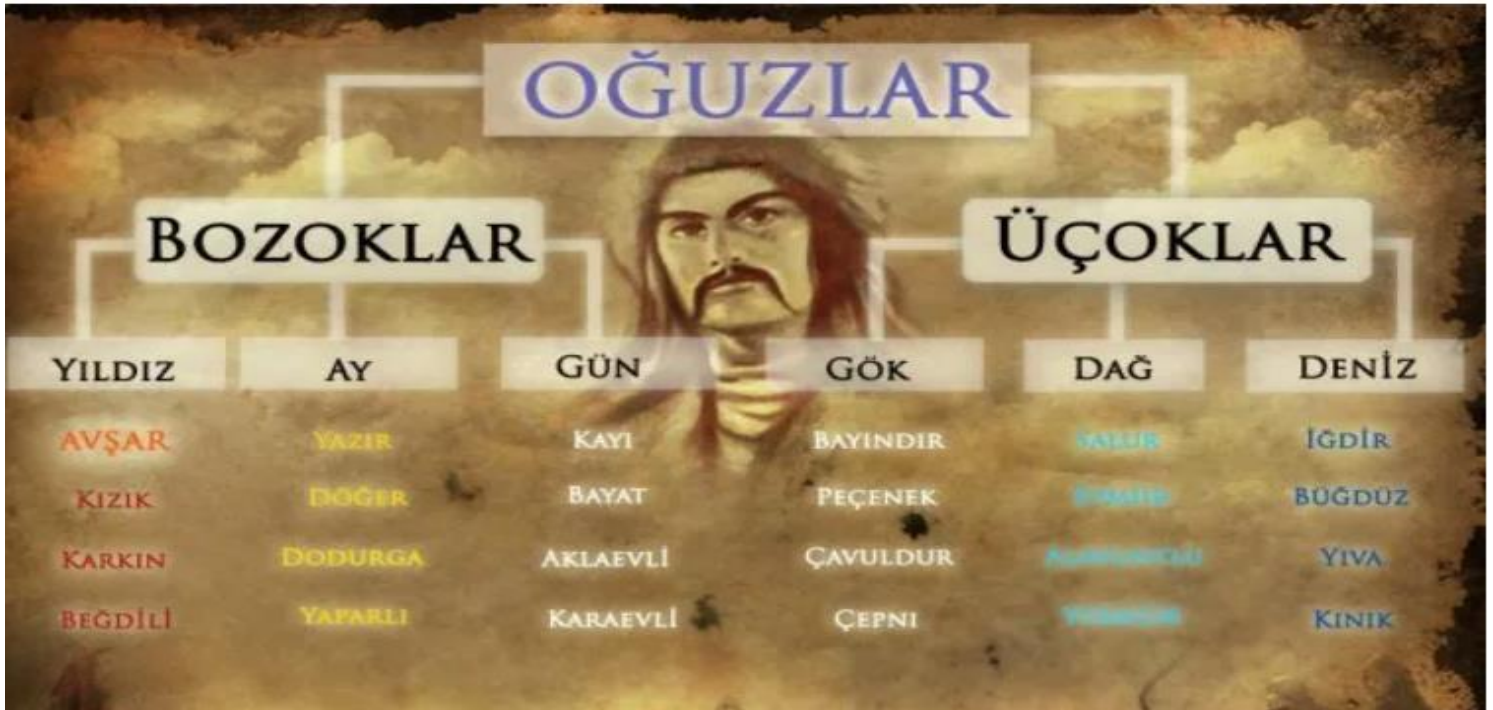 OĞUZLAR
BOZOKLAR ÜÇOKLAR
YILDIZ AY GÜN GÖK DAĞ DENİZ
AVŞAR YAZIR KAYI BAYINDIR SALUR İĞDİR
KIZIK DÖĞER BAYAT PEÇENEK BÜĞDÜZ
KARKIN DODURGA AKLAEVLİ ÇAVULDUR YIVA
BEĞDİLİ YAPARLI KARAEVLİ ÇEPNI KINIK